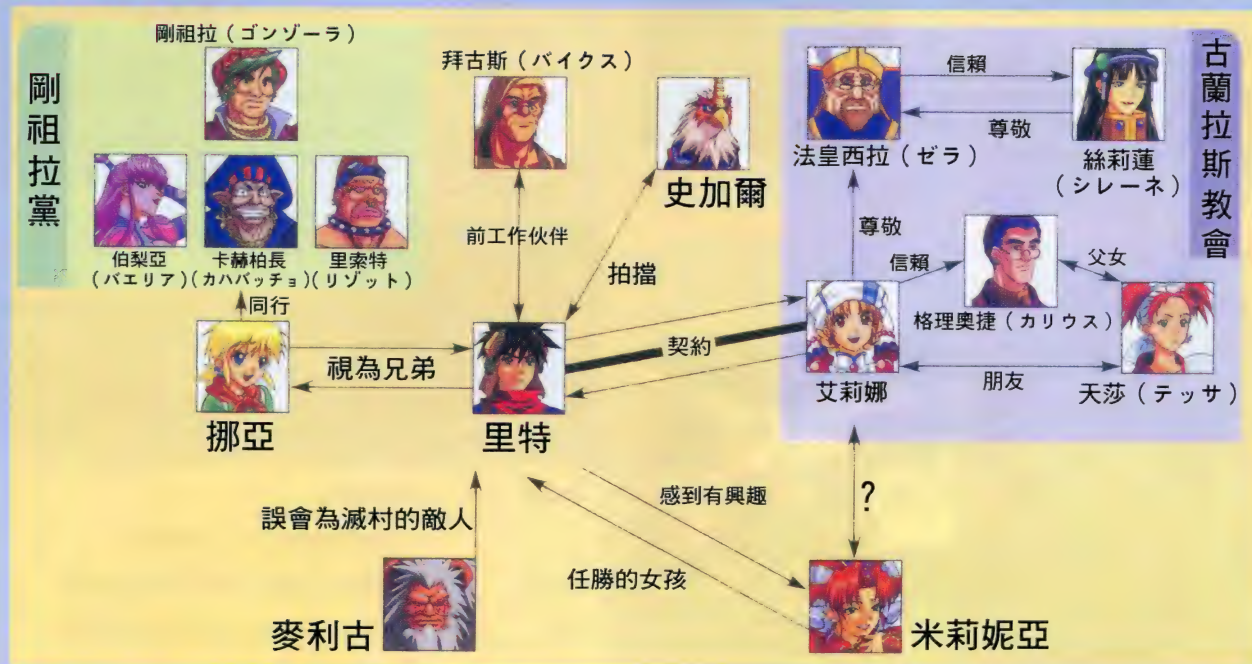 剛祖拉黨
剛祖拉（ゴンゾーラ）
伯梨亞
（バエリア）
卡赫柏長
（カハバッチョ）
里索特
（リゾット）
拜古斯（バイクス）
史加爾
古蘭拉斯教會
法皇西拉（ゼラ）
信賴
尊敬
絲莉蓮
（シレーネ）
前工作伙伴
拍擋
尊敬
信賴
格理奧捷（カリウス）
父女
同行
挪亞
視為兄弟
里特
契約
艾莉娜
朋友
天莎（テッサ）
誤會為滅村的敵人
麥利古
感到有興趣
任勝的女孩
?
米莉妮亞